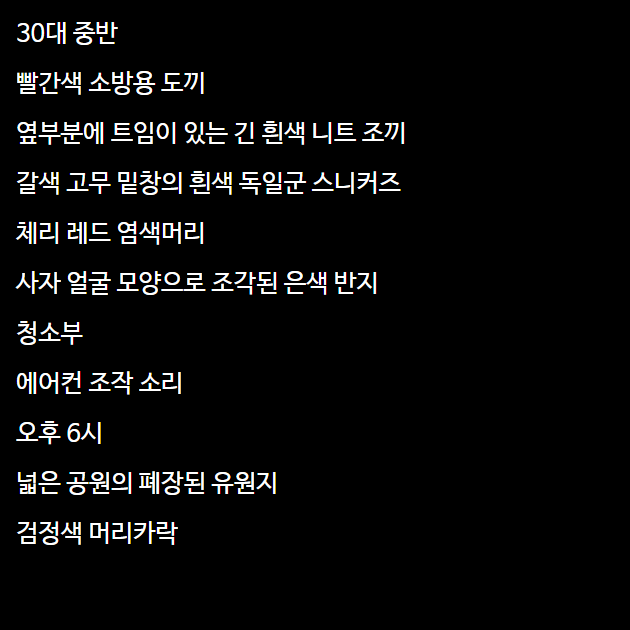 30대 중반
빨간색 소방용 도끼
옆부분에 트임이 있는 긴 흰색 니트 조끼
갈색 고무 밑창의 흰색 독일군 스니커즈
체리 레드 염색머리
사자 얼굴 모양으로 조각된 은색 반지
청소부
에어컨 조작 소리
오후 6시
넓은 공원의 폐장된 유원지
검정색 머리카락